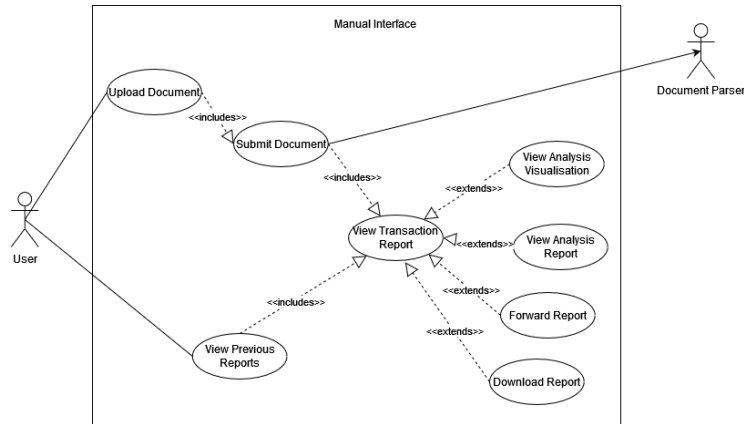 Manual Interface
Document Parser
Upload Document
<<includes>>
Submit Document
<<includes>>
View Analysis
Visualisation
<<extends>>
User
View Transaction
Report
<<extends>>
View Analysis
Report
<<extends>>
Forward Report
<<includes>>
<<extends>>
View Previous
Reports
Download Report